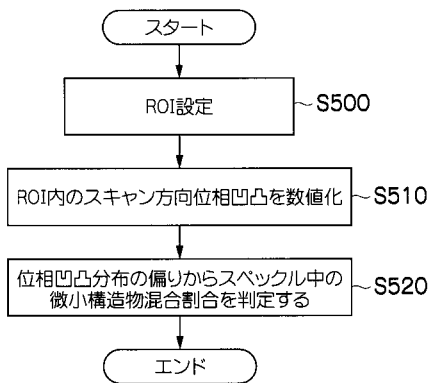 スタート
ROI設定
S500
ROI内のスキャン方向位相凹凸を数値化
S510
位相凹凸分布の偏りからスペックル中の
微小構造物混合割合を判定する
S520
エンド